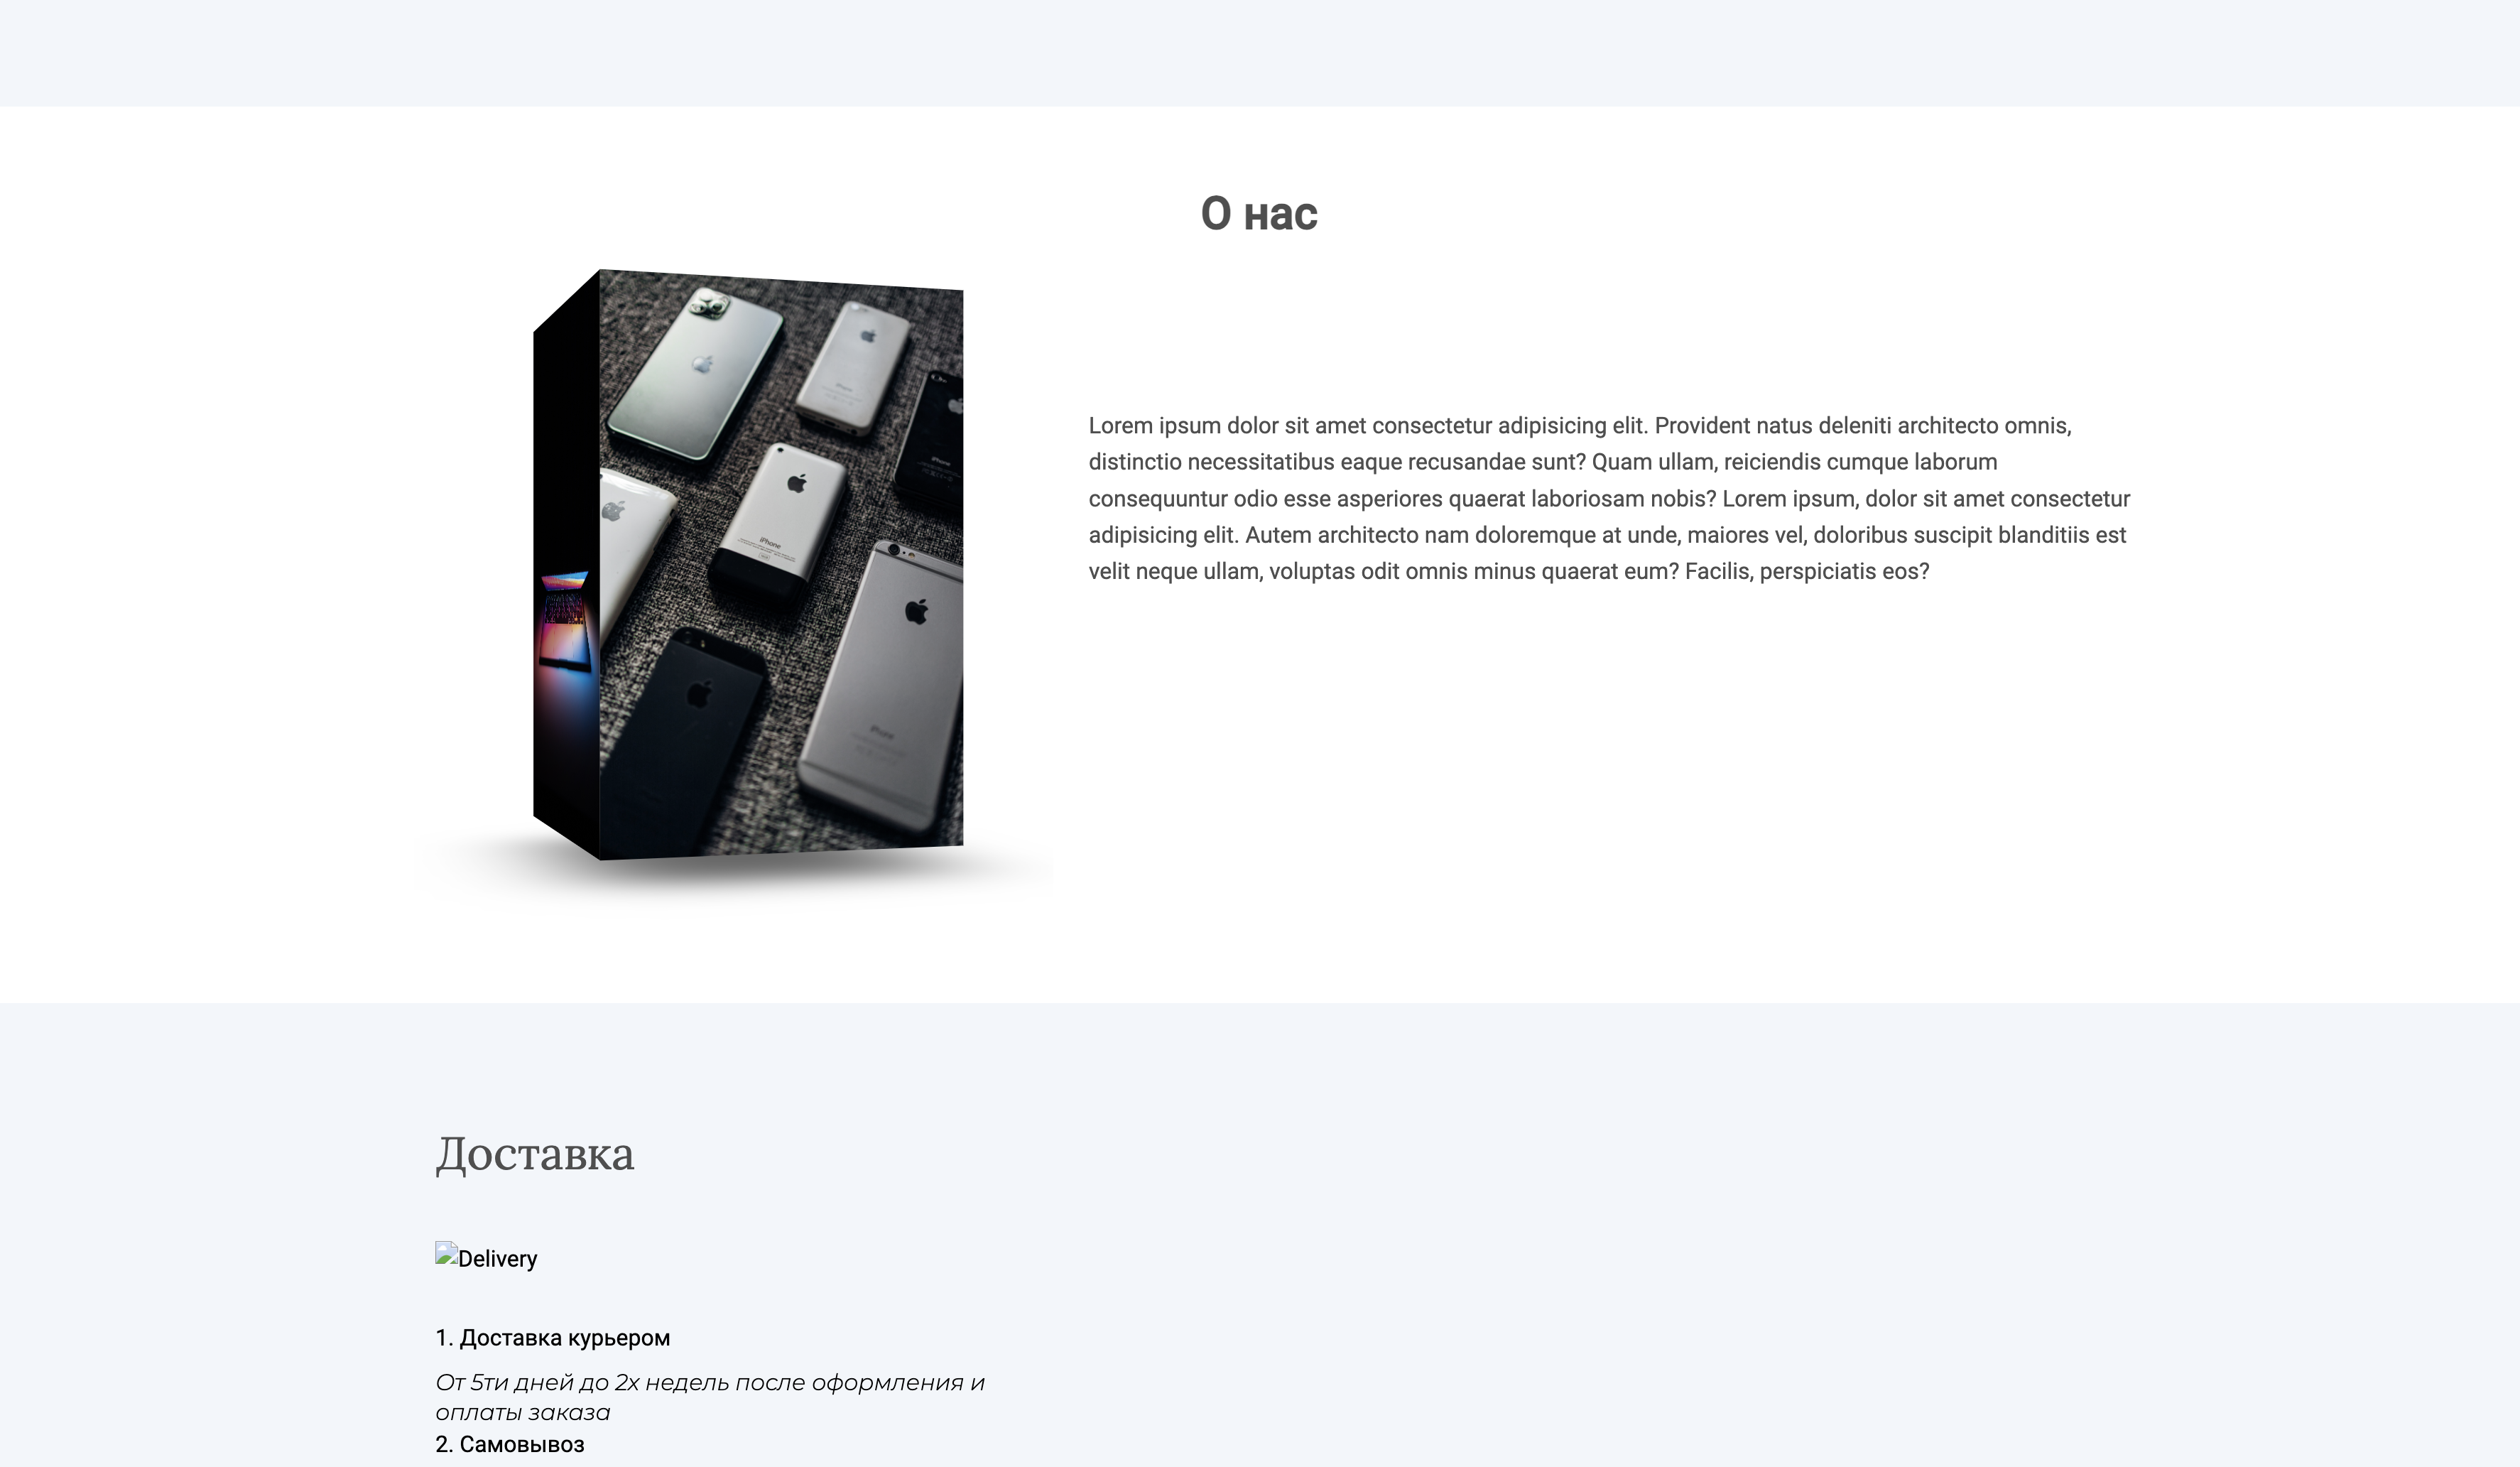 О нас
Lorem ipsum dolor sit amet consectetur adipisicing elit. Provident natus deleniti architecto omnis,
distinctio necessitatibus eaque recusandae sunt? Quam ullam, reiciendis cumque laborum
consequuntur odio esse asperiores quaerat laboriosam nobis? Lorem ipsum, dolor sit amet consectetur
adipisicing elit. Autem architecto nam doloremque at unde, maiores vel, doloribus suscipit blanditiis est
velit neque ullam, voluptas odit omnis minus quaerat eum? Facilis, perspiciatis eos?
iPhone
iPhone
iPhone
iPhone
Доставка
Delivery
1. Доставка курьером
От 5ти дней до 2х недель после оформления и
оплаты заказа
2. Самовывоз